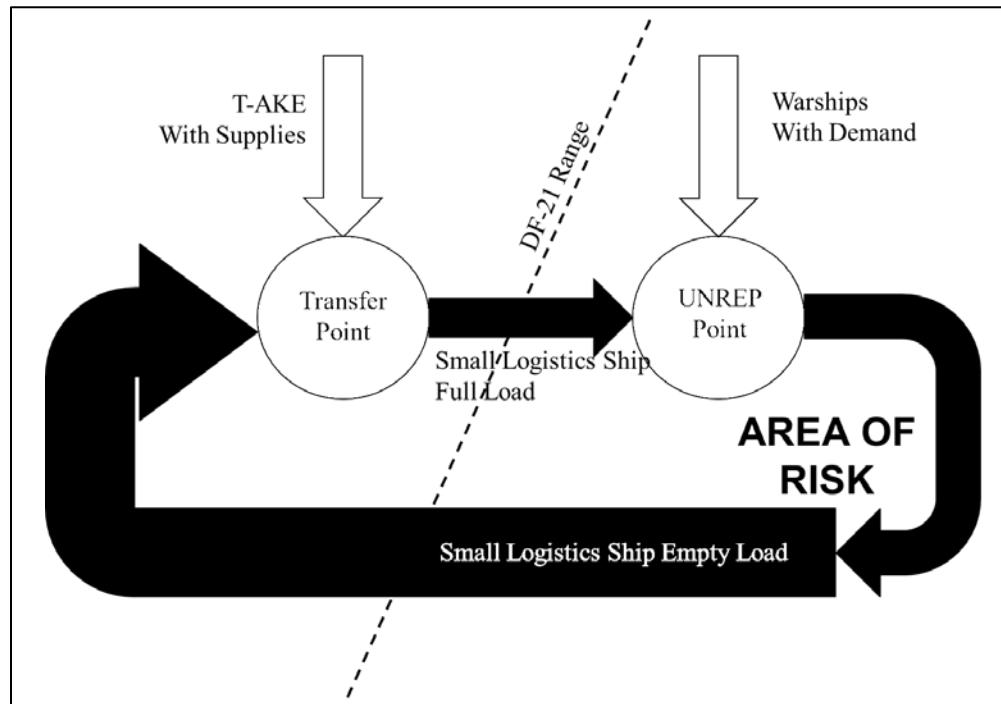 T-AKE
With Supplies
DF-21 Range
Warships
With Demand
Transfer
Point
Small Logistics Ship
Full Load
UNREP
Point
AREA OF
RISK
Small Logistics Ship Empty Load